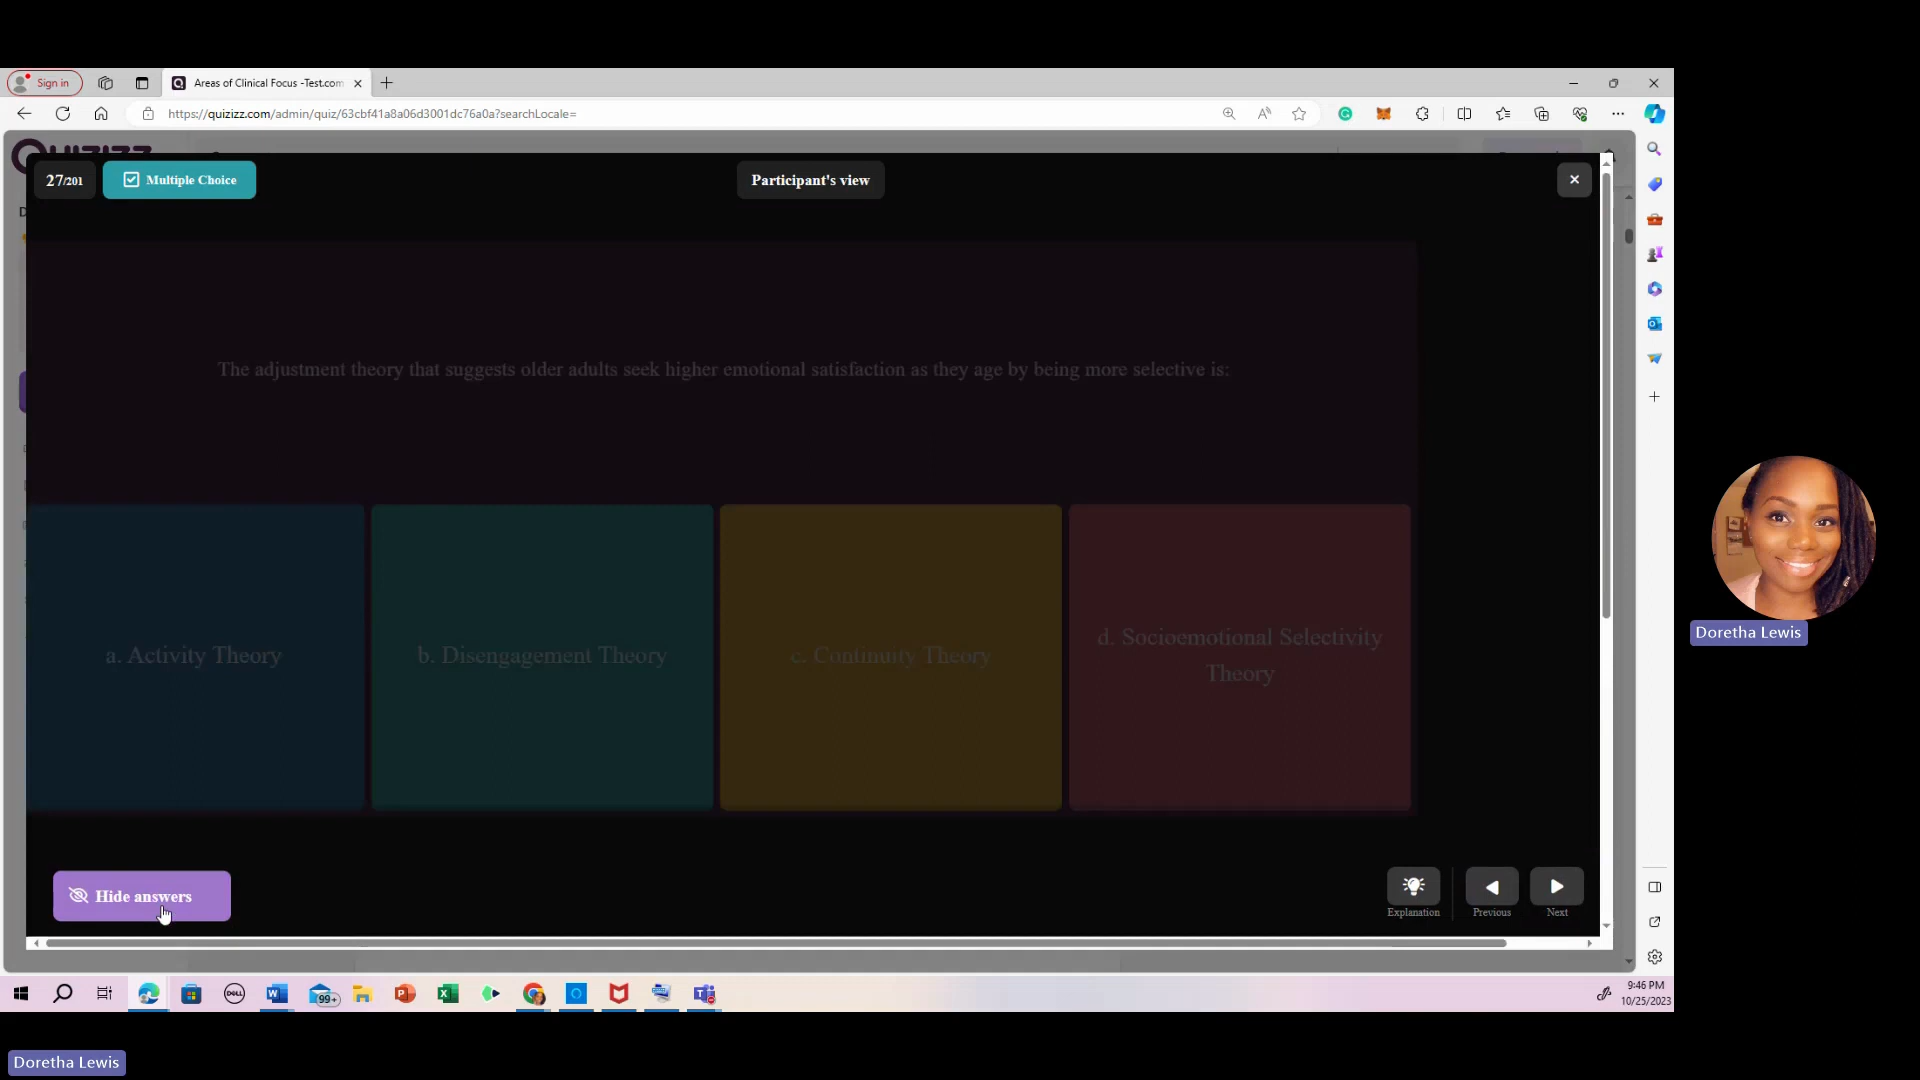 Sign in
Areas of Clinical Focus -Test.com
https://quizizz.com/admin/quiz/63cbf41a8a06d3001dc76a0a?searchLocale=
27/201
Multiple Choice
Participant's view
The adjustment theory that suggests older adults seek higher emotional satisfaction as they age by being more selective is:
a. Activity Theory
b. Disengagement Theory
c. Continuity Theory
d. Socioemotional Selectivity
Theory
Hide answers
Explanation
Previous
Next
99+
DELL
9:46 PM
10/25/2023
Doretha Lewis
Doretha Lewis